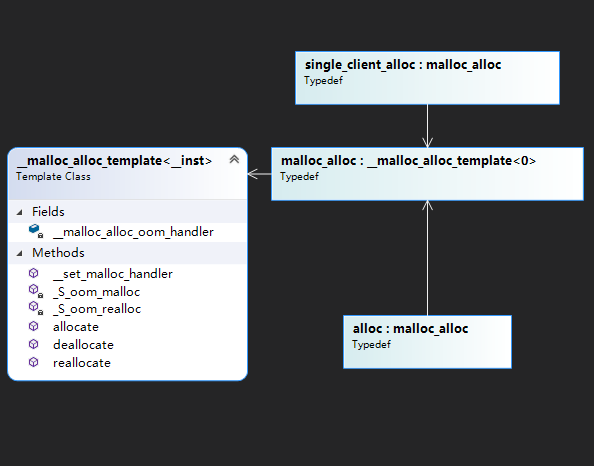 single_client_alloc : malloc_alloc
Typedef
__malloc_alloc_template<__inst>
Template Class
malloc_alloc : __malloc_alloc_template<0>
Typedef
Fields
__malloc_alloc_oom_handler
Methods
__set_malloc_handler
_S_oom_malloc
_S_oom_realloc
allocate
deallocate
reallocate
alloc : malloc_alloc
Typedef